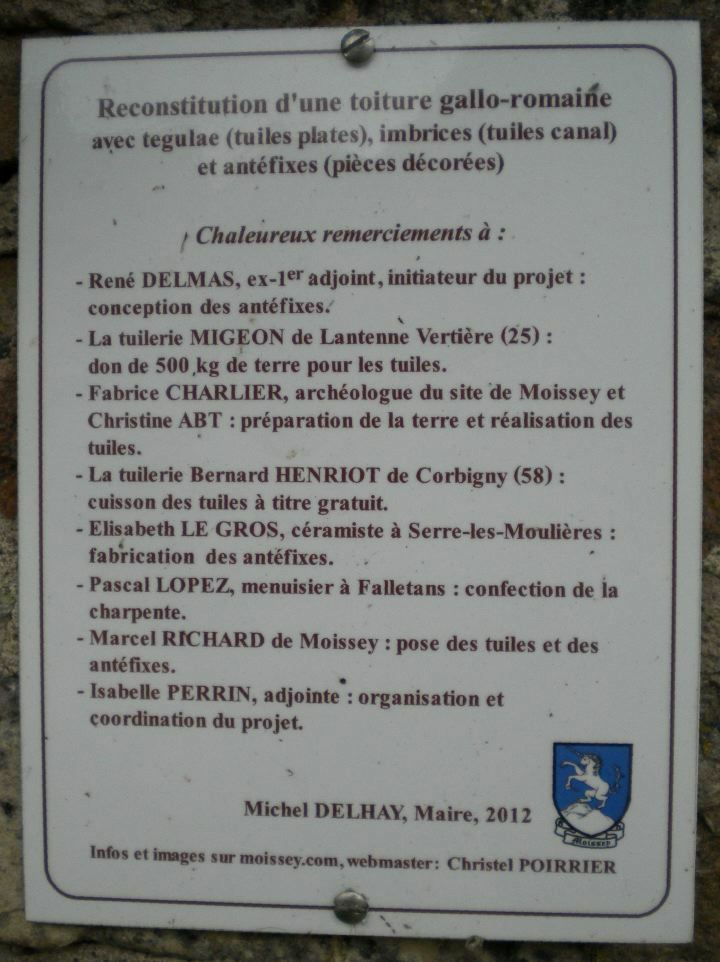 Reconstitution d'une toiture gallo-romaine
avec tegulae (tuiles plates), imbrices (tuiles canal)
et antéfixes (pièces décorées)
Chaleureux remerciements à :
- René DELMAS, ex-1er adjoint, initiateur du projet :
conception des antéfixes.
- La tuilerie MIGEON de Lantenne Vertière (25) :
don de 500 kg de terre pour les tuiles.
- Fabrice CHARLIER, archéologue du site de Moissey et
Christine ABT : préparation de la terre et réalisation des
tuiles.
- La tuilerie Bernard HENRIOT de Corbigny (58) :
cuisson des tuiles à titre gratuit.
- Elisabeth LE GROS, céramiste à Serre-les-Moulières :
fabrication des antéfixes.
- Pascal LOPEZ, menuisier à Falletans : confection de la
charpente.
- Marcel RICHARD de Moissey : pose des tuiles et des
antéfixes.
- Isabelle PERRIN, adjointe : organisation et
coordination du projet.
Michel DELHAY, Maire, 2012
Moissey
Infos et images sur moissey.com, webmaster: Christel POIRRIER